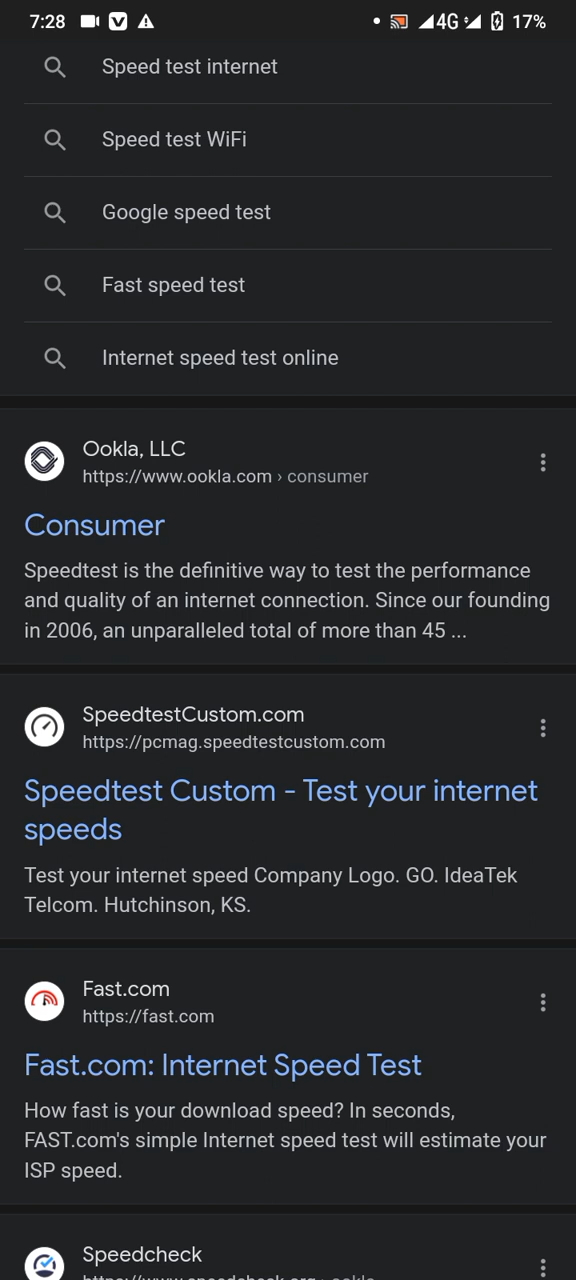 7:28 4G 17%
Speed test internet
Speed test WiFi
Google speed test
Fast speed test
Internet speed test online
Ookla, LLC
https://www.ookla.com › consumer
Consumer
Speedtest is the definitive way to test the performance
and quality of an internet connection. Since our founding
in 2006, an unparalleled total of more than 45 ...
SpeedtestCustom.com
https://pcmag.speedtestcustom.com
Speedtest Custom - Test your internet
speeds
Test your internet speed Company Logo. GO. IdeaTek
Telcom. Hutchinson, KS.
Fast.com
https://fast.com
Fast.com: Internet Speed Test
How fast is your download speed? In seconds,
FAST.com's simple Internet speed test will estimate your
ISP speed.
Speedcheck